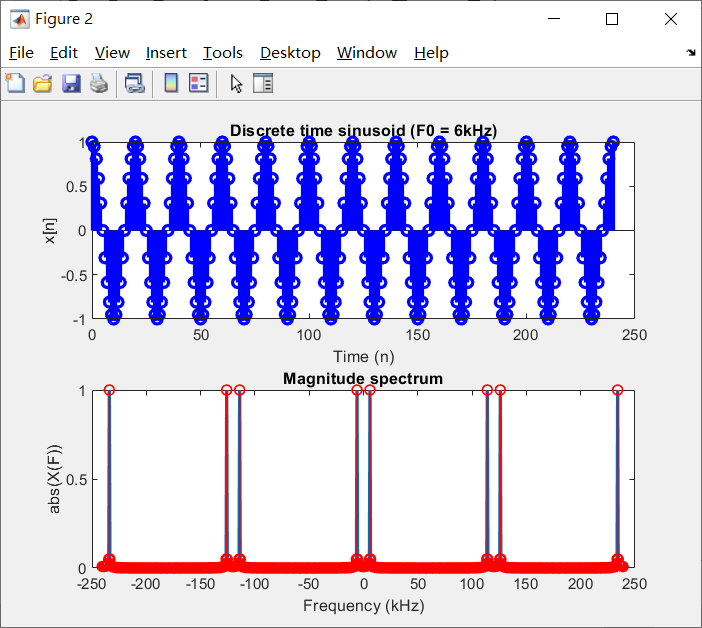 Figure 2
File Edit View Insert Tools Desktop Window Help
Discrete time sinusoid (F0 = 6kHz)
1
0.5
0
-0.5
-1
x[n]
0 50 100 150 200 250
Time (n)
Magnitude spectrum
1
0.5
0
abs(X(F))
-250 -200 -150 -100 -50 0 50 100 150 200 250
Frequency (kHz)